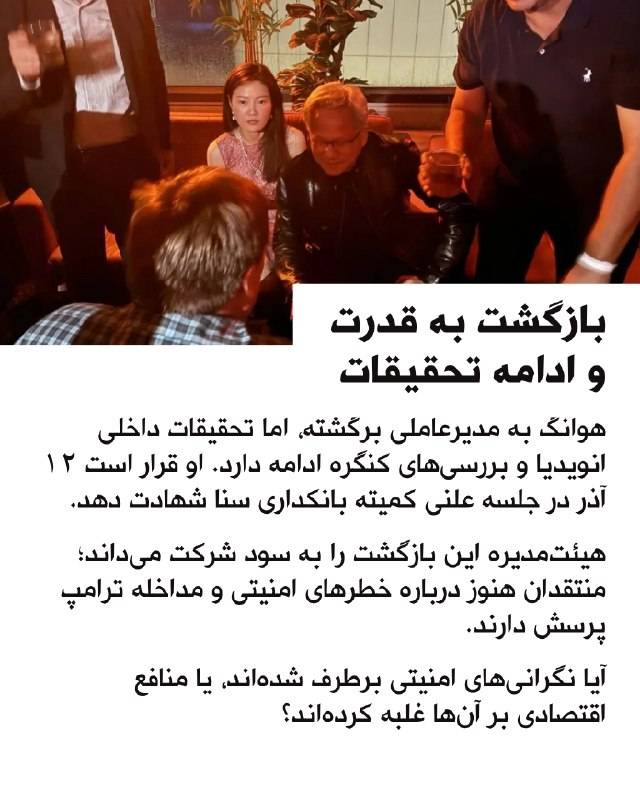 بازگشت به قدرت
و ادامه تحقیقات
هوانگ به مدیرعاملی برگشته، اما تحقیقات داخلی
انویدیا و بررسی‌های کنگره ادامه دارد. او قرار است ۱۲
آذر در جلسه علنی کمیته بانکداری سنا شهادت دهد.
هیئت‌مدیره این بازگشت را به سود شرکت می‌داند؛
منتقدان هنوز درباره خطرهای امنیتی و مداخله ترامپ
پرسش دارند.
آیا نگرانی‌های امنیتی برطرف شده‌اند، یا منافع
اقتصادی بر آن‌ها غلبه کرده‌اند؟